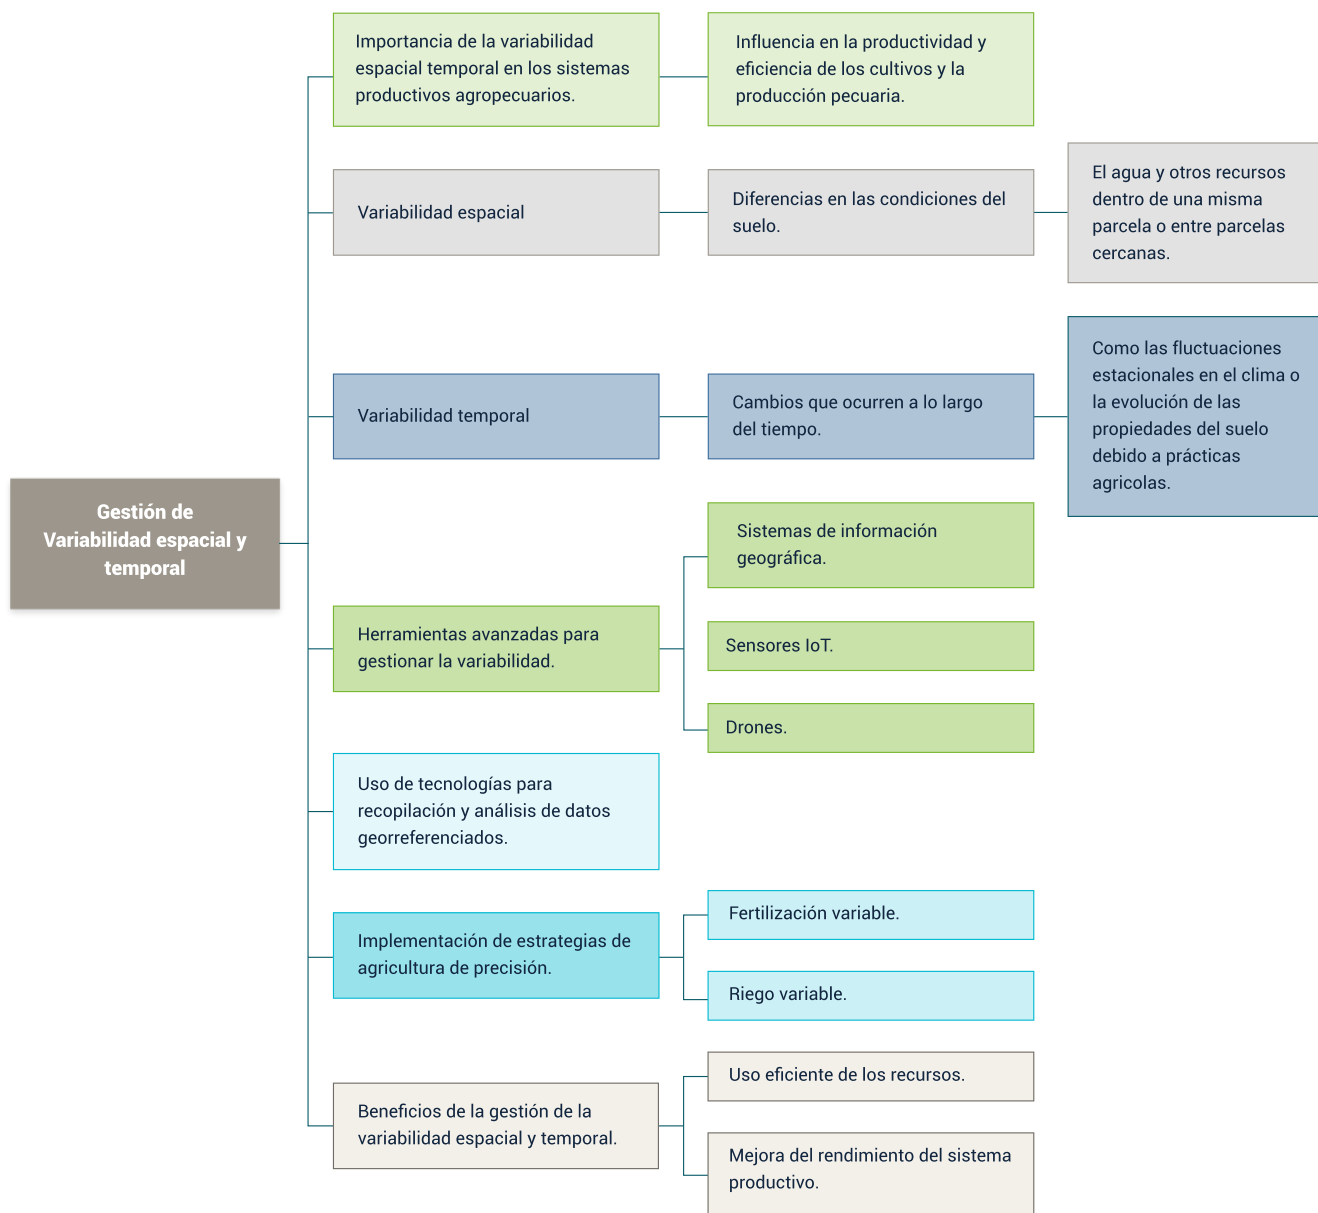 Importancia de la variabilidad
espacial temporal en los sistemas
productivos agropecuarios.
Influencia en la productividad y
eficiencia de los cultivos y la
producción pecuaria.
Variabilidad espacial
Diferencias en las condiciones del
suelo.
El agua y otros recursos
dentro de una misma
parcela o entre parcelas
cercanas.
Variabilidad temporal
Cambios que ocurren a lo largo
del tiempo.
Como las fluctuaciones
estacionales en el clima o
la evolución de las
propiedades del suelo
debido a prácticas
agricolas.
Gestión de
Variabilidad espacial y
temporal
Herramientas avanzadas para
gestionar la variabilidad.
Sistemas de información
geográfica.
Sensores IoT.
Drones.
Uso de tecnologías para
recopilación y análisis de datos
georreferenciados.
Implementación de estrategias de
agricultura de precisión.
Fertilización variable.
Riego variable.
Beneficios de la gestión de la
variabilidad espacial y temporal.
Uso eficiente de los recursos.
Mejora del rendimiento del sistema
productivo.